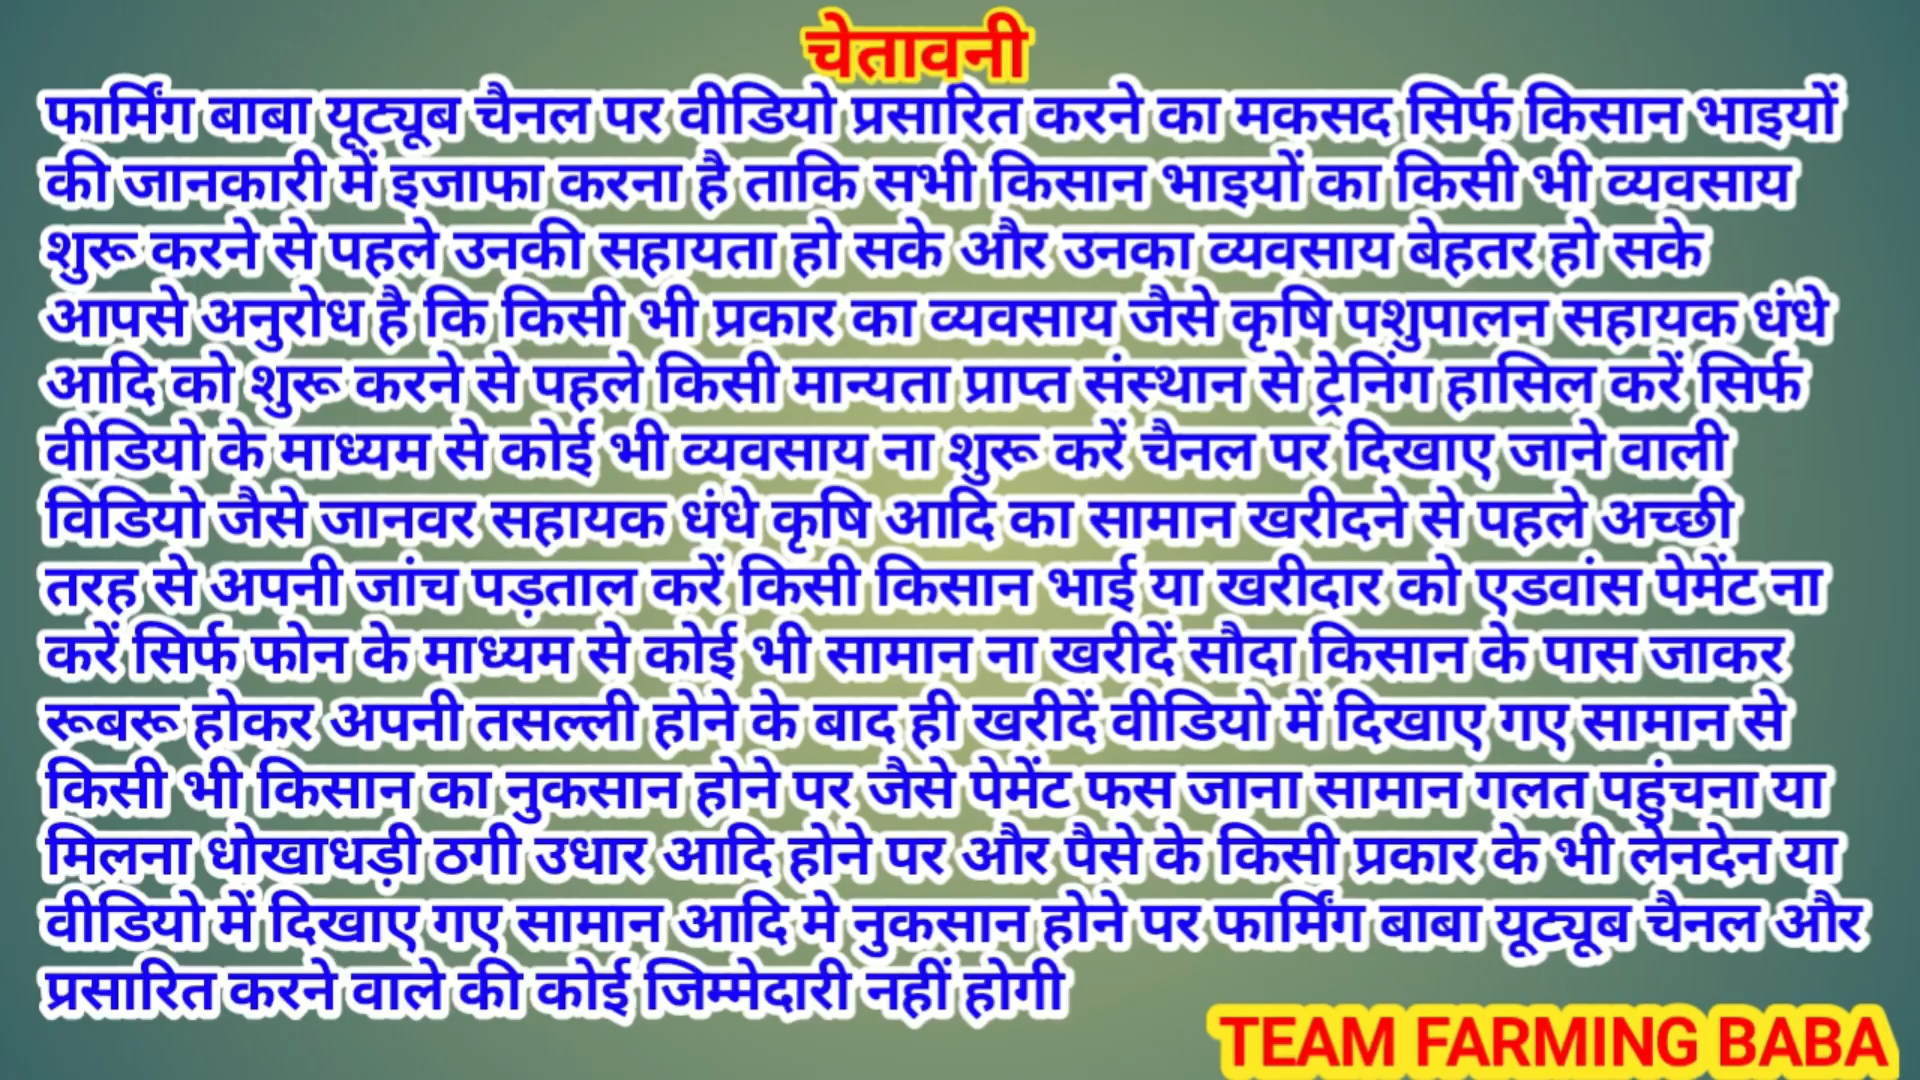 चेतावनी
फार्मिंग बाबा यूट्यूब चैनल पर वीडियो प्रसारित करने का मकसद सिर्फ किसान भाइयों
की जानकारी में इजाफा करना है ताकि सभी किसान भाइयों का किसी भी व्यवसाय
शुरू करने से पहले उनकी सहायता हो सके और उनका व्यवसाय बेहतर हो सके
आपसे अनुरोध है कि किसी भी प्रकार का व्यवसाय जैसे कृषि पशुपालन सहायक धंधे
आदि को शुरू करने से पहले किसी मान्यता प्राप्त संस्थान से ट्रेनिंग हासिल करें सिर्फ
वीडियो के माध्यम से कोई भी व्यवसाय ना शुरू करें चैनल पर दिखाए जाने वाली
विडियो जैसे जानवर सहायक धंधे कृषि आदि का सामान खरीदने से पहले अच्छी
तरह से अपनी जांच पड़ताल करें किसी किसान भाई या खरीदार को एडवांस पेमेंट ना
करें सिर्फ फोन के माध्यम से कोई भी सामान ना खरीदें सौदा किसान के पास जाकर
रूबरू होकर अपनी तसल्ली होने के बाद ही खरीदें वीडियो में दिखाए गए सामान से
किसी भी किसान का नुकसान होने पर जैसे पेमेंट फस जाना सामान गलत पहुंचना या
मिलना धोखाधड़ी ठगी उधार आदि होने पर और पैसे के किसी प्रकार के भी लेनदेन या
वीडियो में दिखाए गए सामान आदि मे नुकसान होने पर फार्मिंग बाबा यूट्यूब चैनल और
प्रसारित करने वाले की कोई जिम्मेदारी नहीं होगी
TEAM FARMING BABA